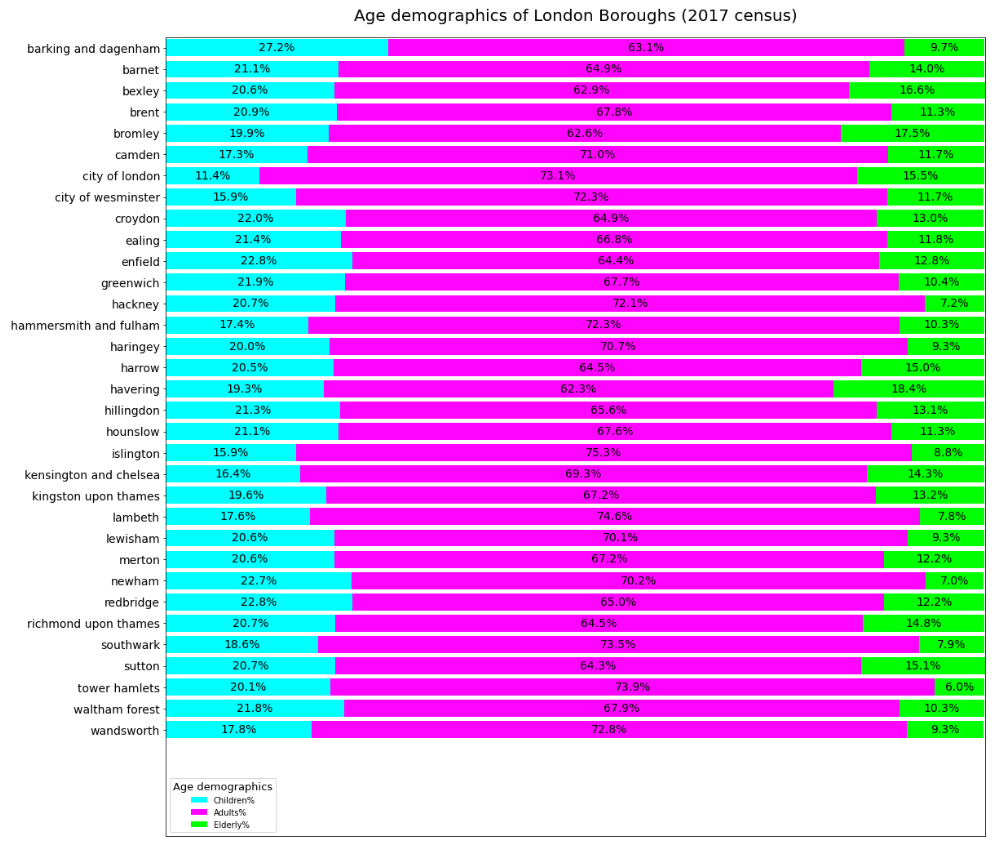 Age demographics of London Boroughs (2017 census)
barking and dagenham 27.2% 63.1% 9.7%
barnet 21.1% 64.9% 14.0%
bexley 20.6% 62.9% 16.6%
brent 20.9% 67.8% 11.3%
bromley 19.9% 62.6% 17.5%
camden 17.3% 71.0% 11.7%
city of london 11.4% 73.1% 15.5%
city of wesminster 15.9% 72.3% 11.7%
croydon 22.0% 64.9% 13.0%
ealing 21.4% 66.8% 11.8%
enfield 22.8% 64.4% 12.8%
greenwich 21.9% 67.7% 10.4%
hackney 20.7% 72.1% 7.2%
hammersmith and fulham 17.4% 72.3% 10.3%
haringey 20.0% 70.7% 9.3%
harrow 20.5% 64.5% 15.0%
havering 19.3% 62.3% 18.4%
hillingdon 21.3% 65.6% 13.1%
hounslow 21.1% 67.6% 11.3%
islington 15.9% 75.3% 8.8%
kensington and chelsea 16.4% 69.3% 14.3%
kingston upon thames 19.6% 67.2% 13.2%
lambeth 17.6% 74.6% 7.8%
lewisham 20.6% 70.1% 9.3%
merton 20.6% 67.2% 12.2%
newham 22.7% 70.2% 7.0%
redbridge 22.8% 65.0% 12.2%
richmond upon thames 20.7% 64.5% 14.8%
southwark 18.6% 73.5% 7.9%
sutton 20.7% 64.3% 15.1%
tower hamlets 20.1% 73.9% 6.0%
waltham forest 21.8% 67.9% 10.3%
wandsworth 17.8% 72.8% 9.3%
Age demographics
Children%
Adults%
Elderly%